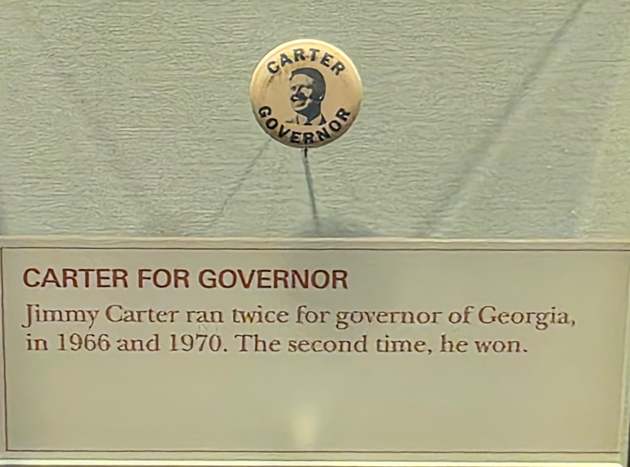 CARTER
GOVERNOR
CARTER FOR GOVERNOR
Jimmy Carter ran twice for governor of Georgia,
in 1966 and 1970. The second time, he won.